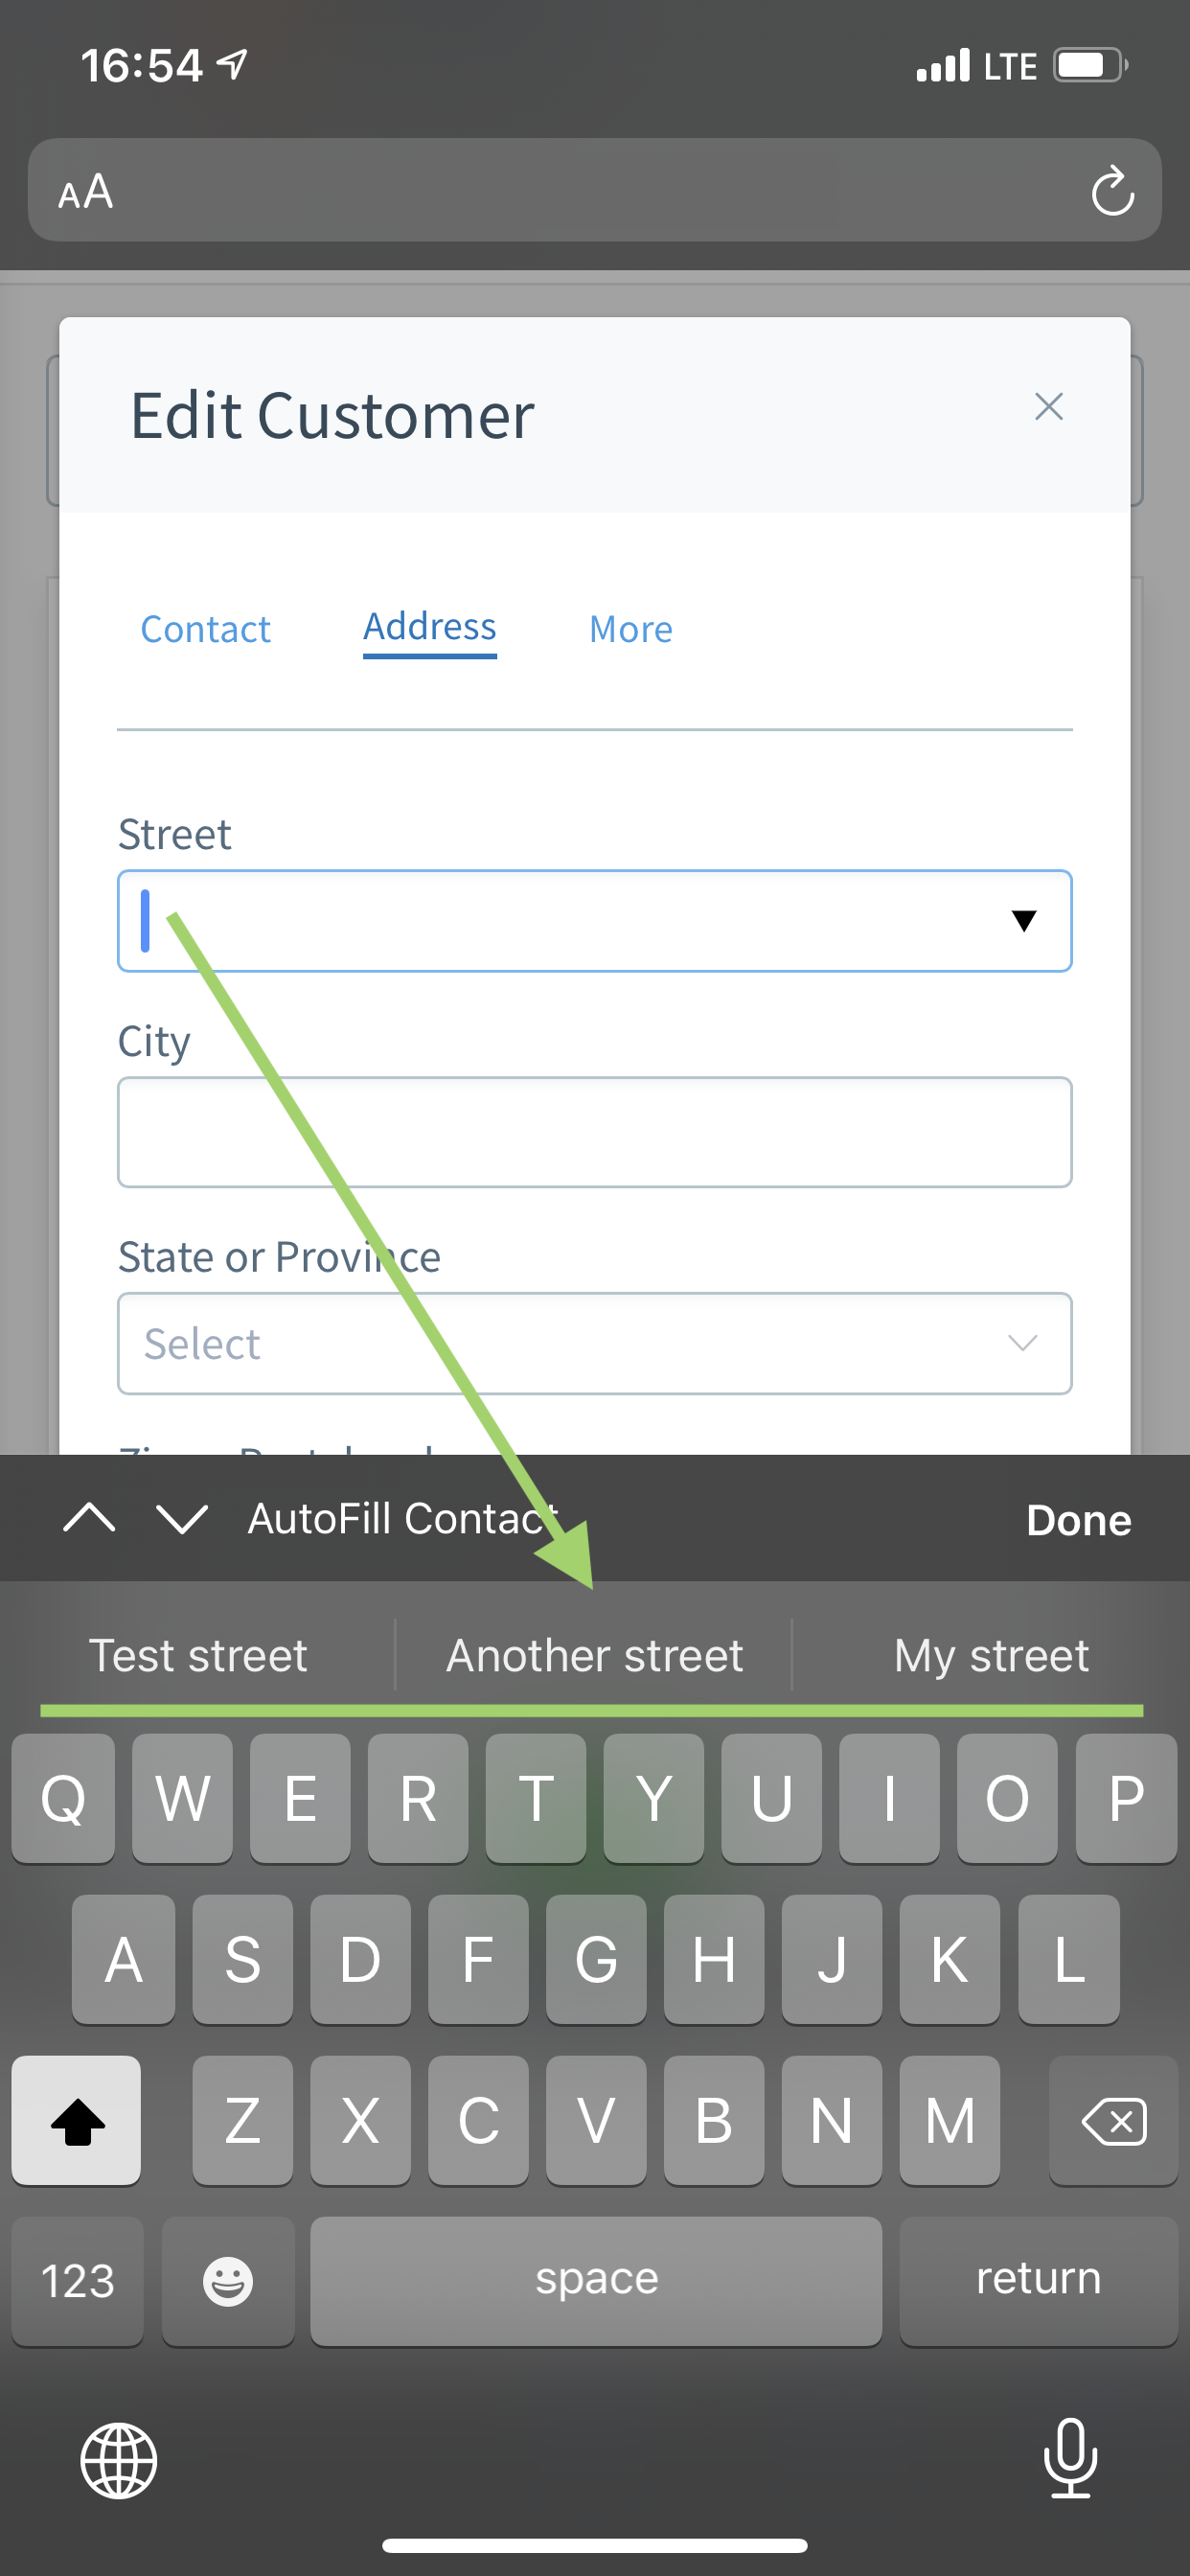 16:54 LTE
AA
Edit Customer
Contact Address More
Street
City
State or Province
Select
AutoFill Contact Done
Test street Another street My street
Q W E R T Y U I O P
A S D F G H J K L
Z X C V B N M
123 space return